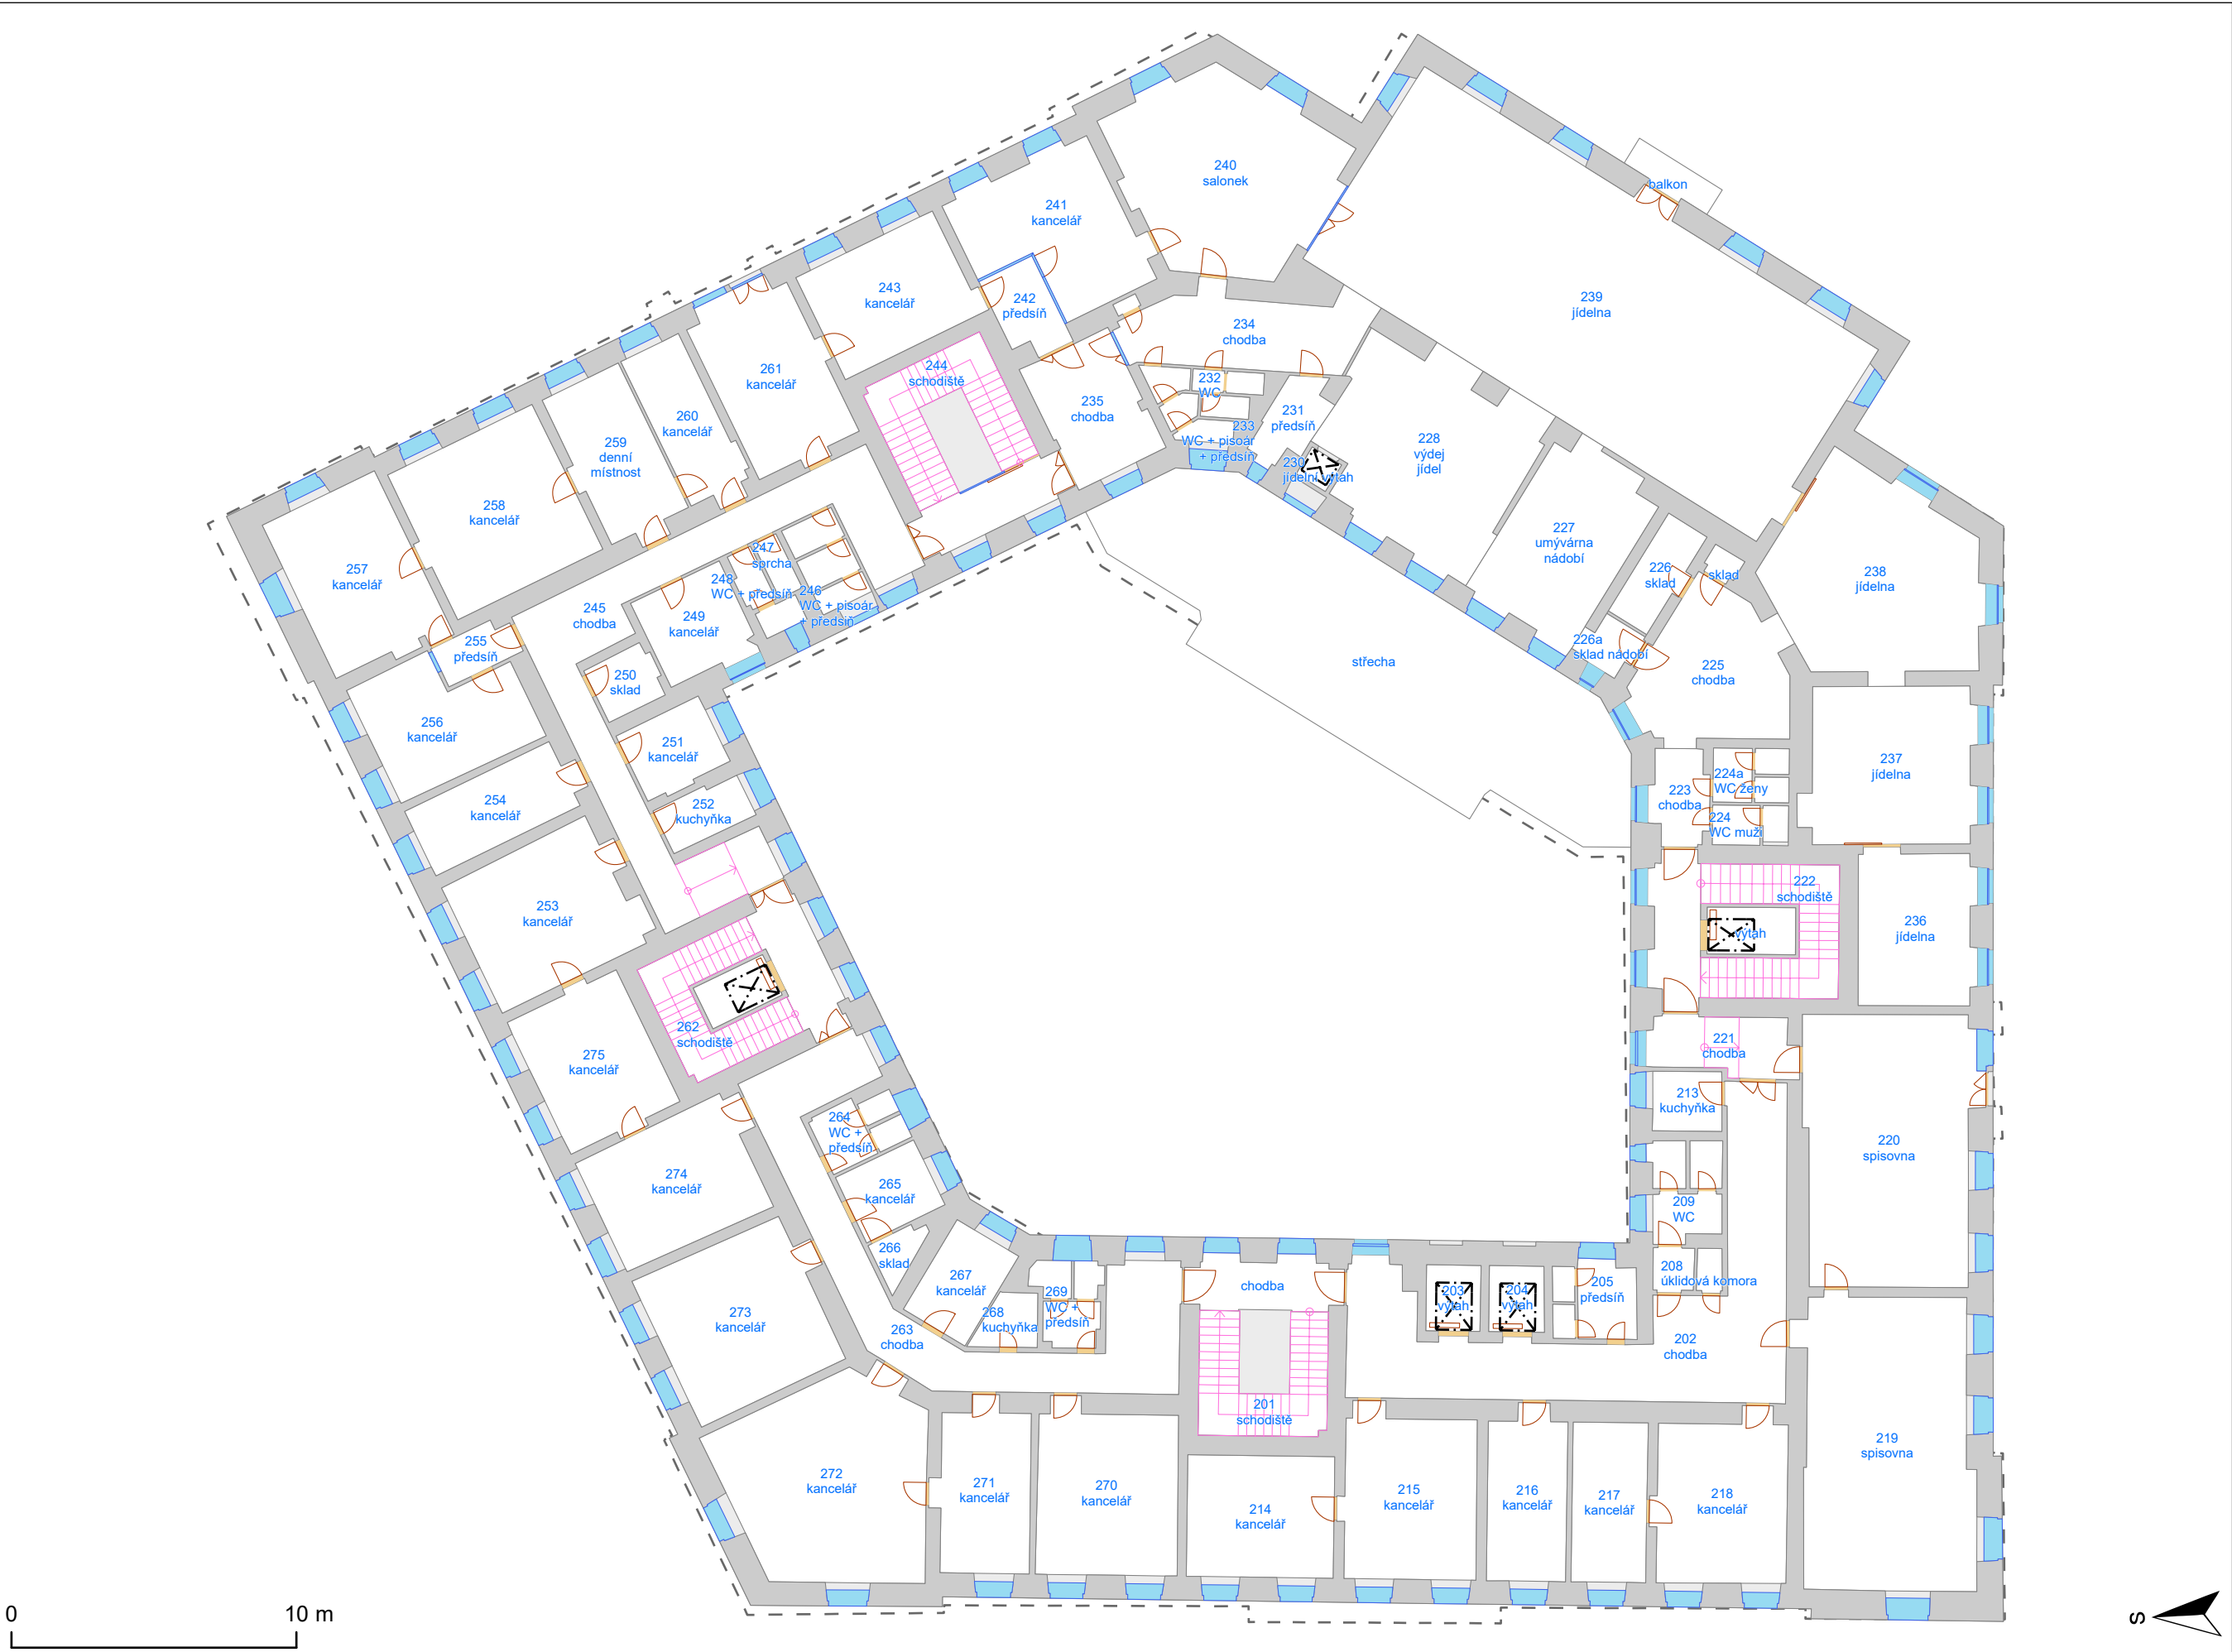 240
salonek
balkon
241
kancelář
239
jídelna
243
kancelář
242
předsíň
234
chodba
261
kancelář
244
schodiště
232
WC
235
chodba
231
předsíň
260
kancelář
259
denní
místnost
233
WC + pisoár
+ předsíň
228
výdej
jídel
230
jídelní výtah
258
kancelář
227
umývárna
nádobí
257
kancelář
247
sprcha
226
sklad
sklad
238
jídelna
248
WC + předsíň
246
WC + pisoár
+ předsíň
245
chodba
249
kancelář
255
předsíň
226a
sklad nádobí
střecha
225
chodba
250
sklad
256
kancelář
251
kancelář
237
jídelna
224a
WC ženy
223
chodba
254
kancelář
252
kuchyňka
224
WC muži
222
schodiště
253
kancelář
236
jídelna
výtah
262
schodiště
221
chodba
275
kancelář
213
kuchyňka
264
WC +
předsíň
220
spisovna
274
kancelář
265
kancelář
209
WC
266
sklad
208
úklidová komora
267
kancelář
chodba
269
WC +
předsíň
203
výtah
204
výtah
205
předsíň
273
kancelář
268
kuchyňka
263
chodba
202
chodba
201
schodiště
219
spisovna
272
kancelář
271
kancelář
270
kancelář
214
kancelář
215
kancelář
216
kancelář
217
kancelář
218
kancelář
0 10 m
S